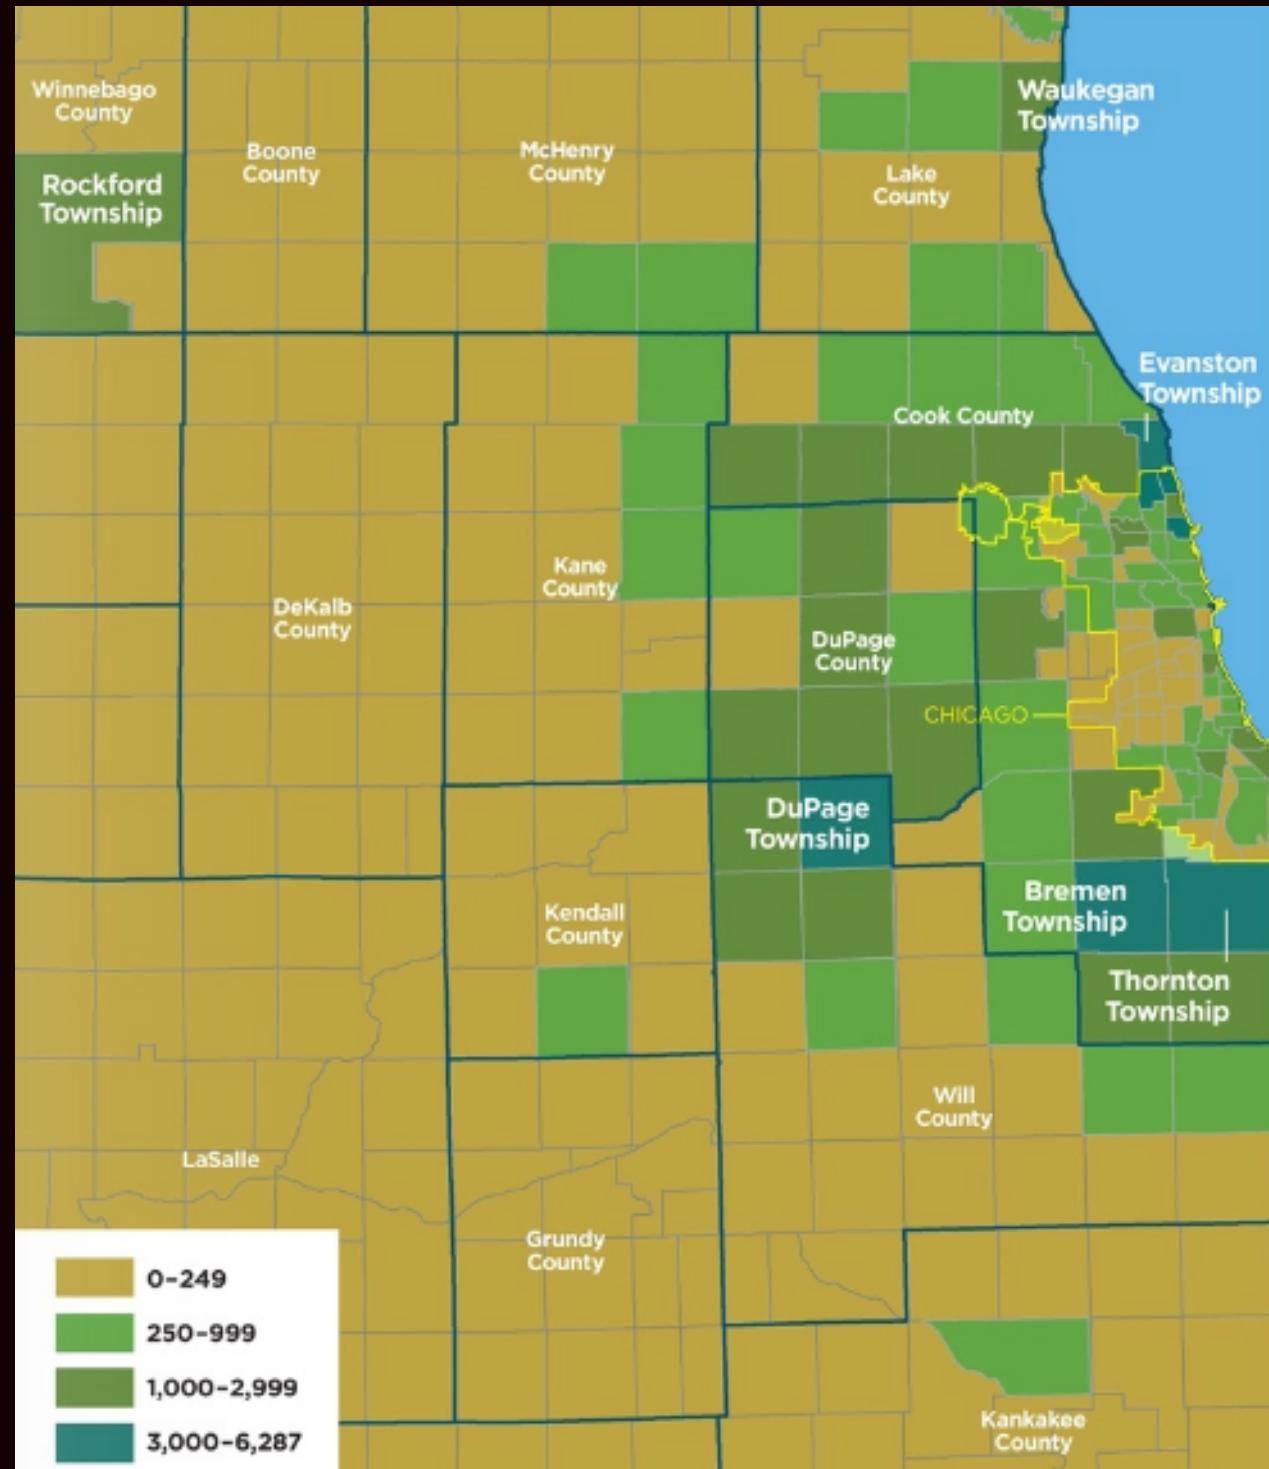 Winnebago
County
Waukegan
Township
Boone
County
McHenry
County
Lake
County
Rockford
Township
Evanston
Township
Cook County
Kane
County
DeKalb
County
DuPage
County
CHICAGO
DuPage
Township
Bremen
Township
Kendall
County
Thornton
Township
Will
County
LaSalle
Grundy
County
0–249
250–999
1,000–2,999
3,000–6,287
Kankakee
County